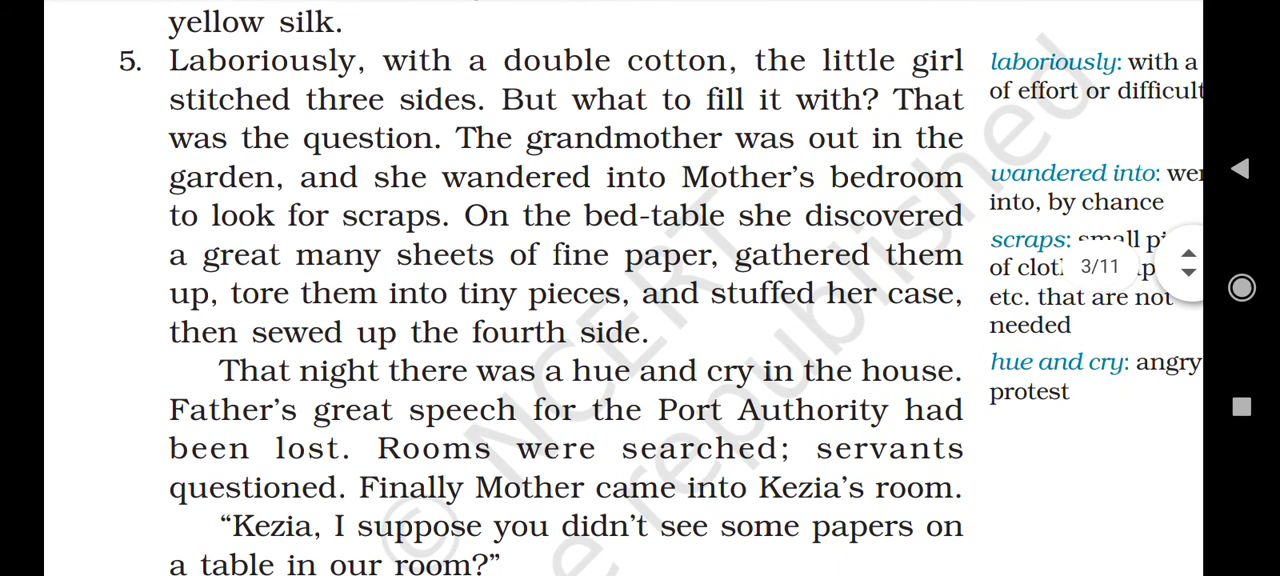 yellow silk.
5. Laboriously, with a double cotton, the little girl
stitched three sides. But what to fill it with? That
was the question. The grandmother was out in the
garden, and she wandered into Mother's bedroom
to look for scraps. On the bed-table she discovered
a great many sheets of fine paper, gathered them
up, tore them into tiny pieces, and stuffed her case,
then sewed up the fourth side.
That night there was a hue and cry in the house.
Father's great speech for the Port Authority had
been lost. Rooms were searched; servants
questioned. Finally Mother came into Kezia's room.
"Kezia, I suppose you didn't see some papers on
a table in our room?"
laboriously: with a
of effort or difficult
wandered into: wen
into, by chance
scraps: small
of
etc. that are not
needed
hue and cry: angry
protest
3/11
© NCERT
republished